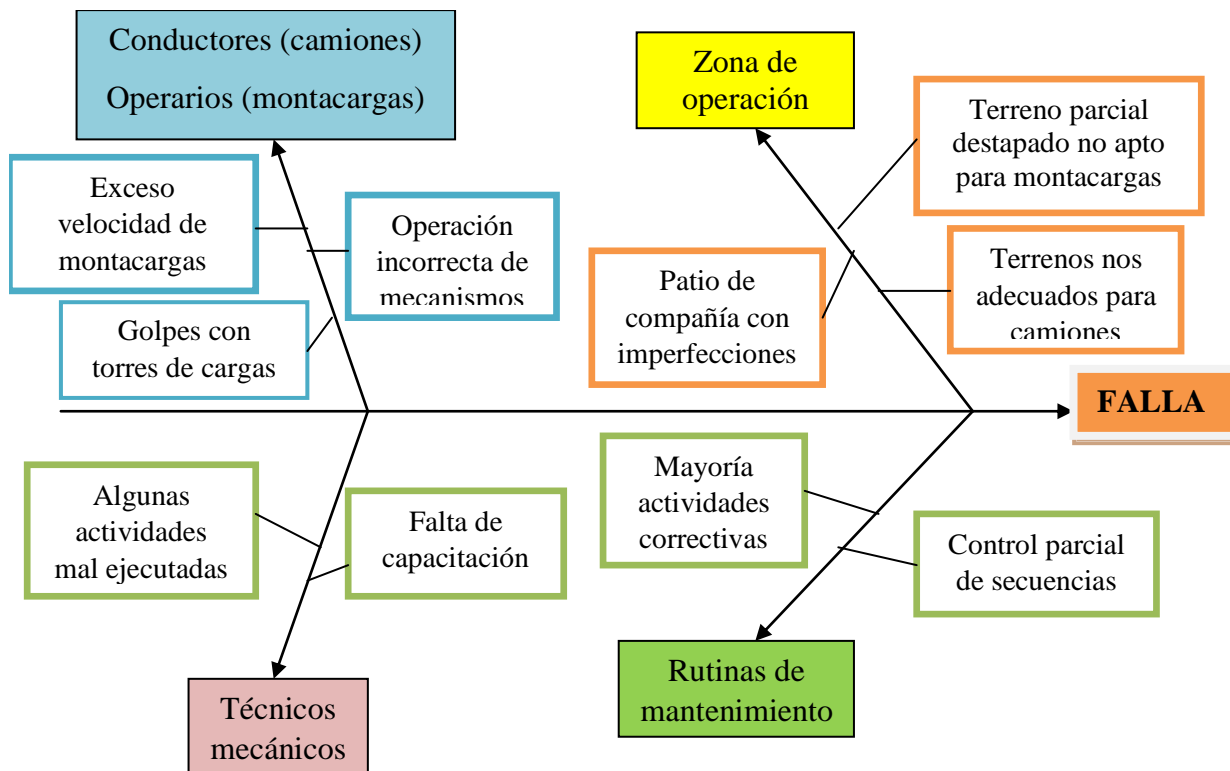 Conductores (camiones)
Operarios (montacargas)
Zona de
operación
Exceso
velocidad de
montacargas
Operación
incorrecta de
mecanismos
Golpes con
torres de cargas
Terreno parcial
destapado no apto
para montacargas
Patio de
compañía con
imperfecciones
Terrenos nos
adecuados para
camiones
FALLA
Algunas
actividades
mal ejecutadas
Falta de
capacitación
Mayoría
actividades
correctivas
Control parcial
de secuencias
Técnicos
mecánicos
Rutinas de
mantenimiento